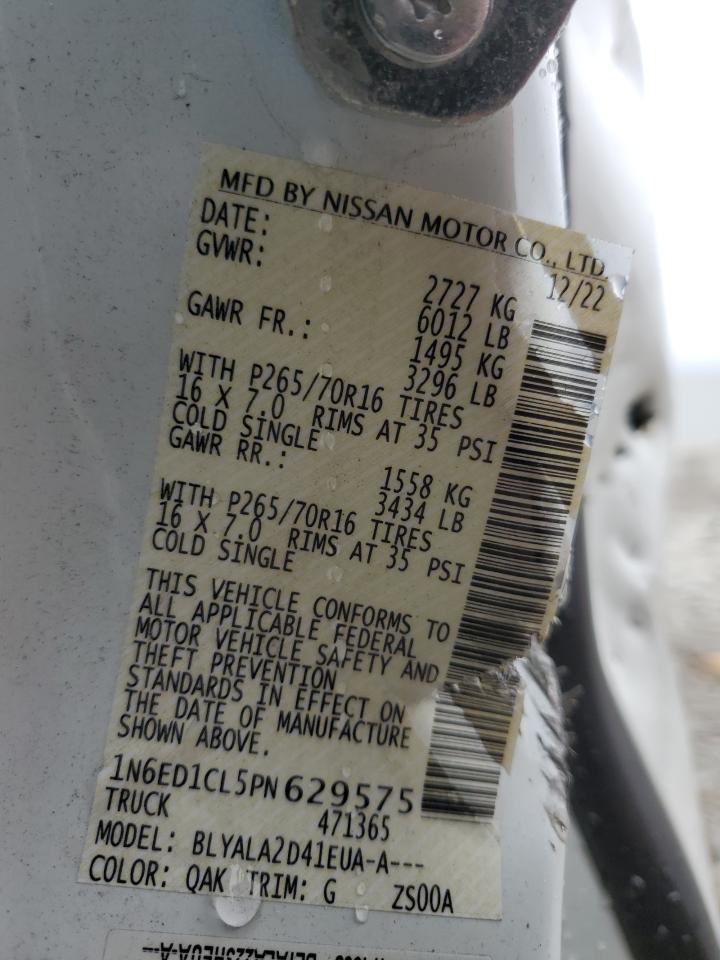 MFD BY NISSAN MOTOR CO., LTD.
DATE: 12/22
GVWR: 2727 KG
6012 LB
GAWR FR.: 1495 KG
3296 LB
WITH P265/70R16 TIRES
16 X 7.0 RIMS AT 35 PSI
COLD SINGLE
GAWR RR.: 1558 KG
3434 LB
WITH P265/70R16 TIRES
16 X 7.0 RIMS AT 35 PSI
COLD SINGLE
THIS VEHICLE CONFORMS TO
ALL APPLICABLE FEDERAL
MOTOR VEHICLE SAFETY AND
THEFT PREVENTION
STANDARDS IN EFFECT ON
THE DATE OF MANUFACTURE
SHOWN ABOVE.
1N6ED1CL5PN629575
TRUCK 471365
MODEL: BLYALA2D41EUA-A---
COLOR: QAK TRIM: G ZS00A